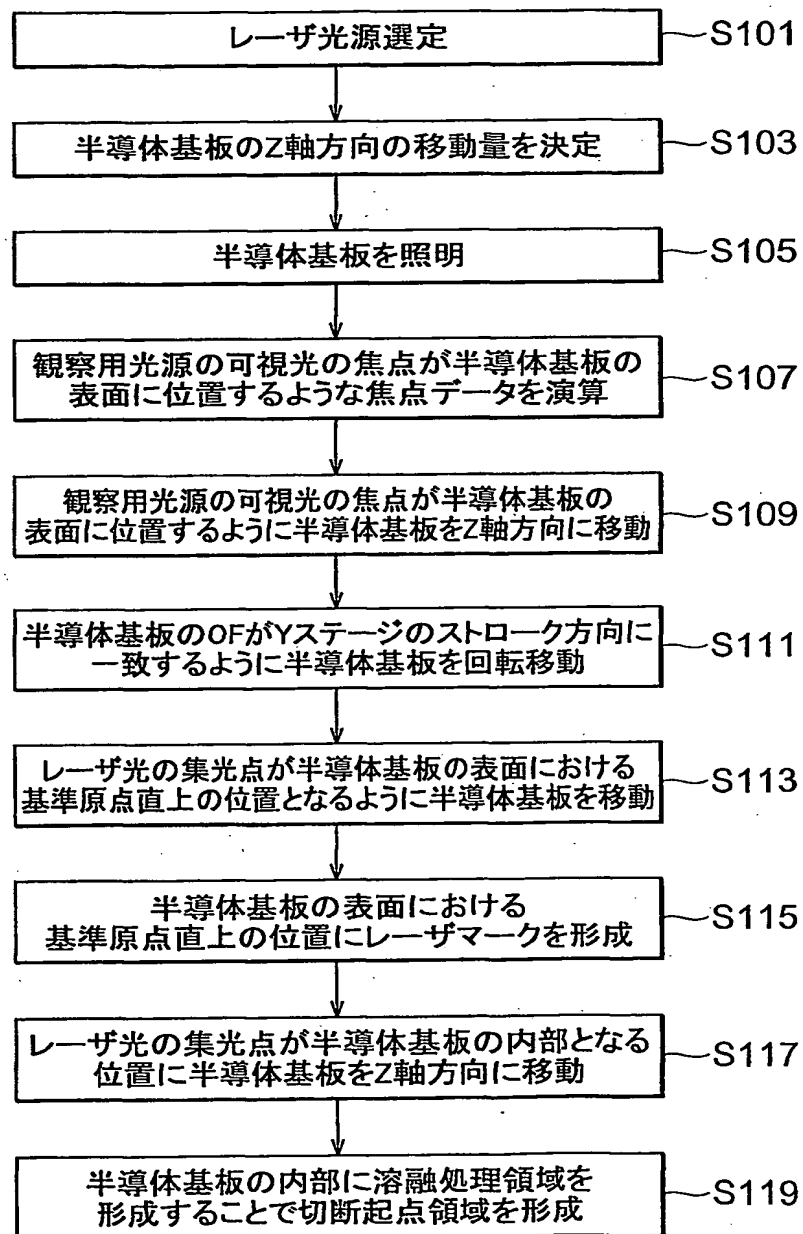 レーザ光源選定
S101
半導体基板のZ軸方向の移動量を決定
S103
半導体基板を照明
S105
観察用光源の可視光の焦点が半導体基板の
表面に位置するような焦点データを演算
S107
観察用光源の可視光の焦点が半導体基板の
表面に位置するように半導体基板をZ軸方向に移動
S109
半導体基板のOFがYステージのストローク方向に
一致するように半導体基板を回転移動
S111
レーザ光の集光点が半導体基板の表面における
基準原点直上の位置となるように半導体基板を移動
S113
半導体基板の表面における
基準原点直上の位置にレーザマークを形成
S115
レーザ光の集光点が半導体基板の内部となる
位置に半導体基板をZ軸方向に移動
S117
半導体基板の内部に溶融処理領域を
形成することで切断起点領域を形成
S119